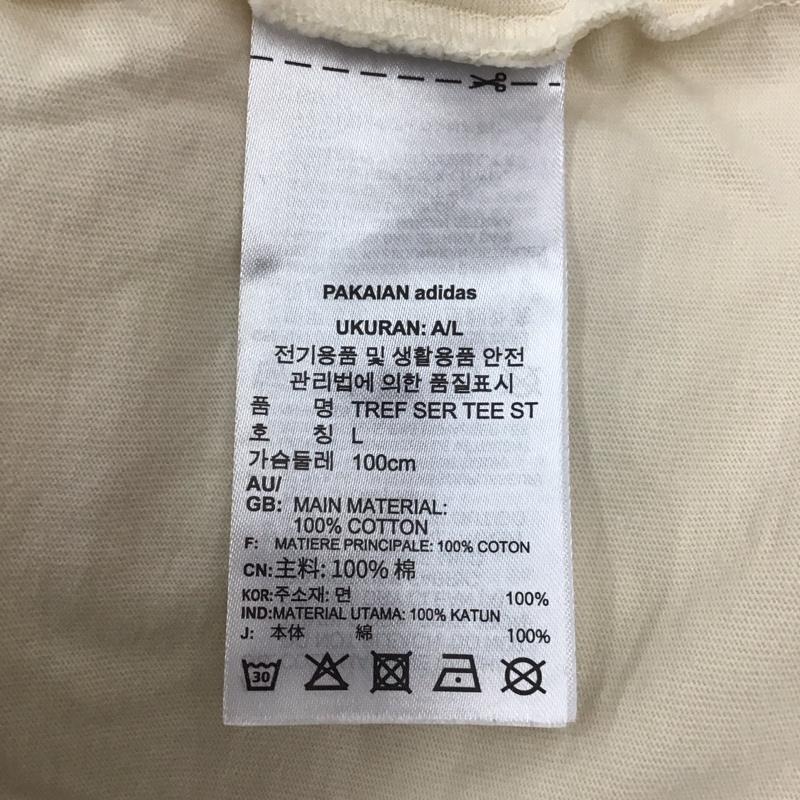 PAKAIAN adidas
UKURAN: A/L
전기용품 및 생활용품 안전
관리법에 의한 품질표시
품 명 TREF SER TEE ST
호 칭 L
가슴둘레 100cm
AU/
GB: MAIN MATERIAL:
100% COTTON
F: MATIERE PRINCIPALE: 100% COTON
CN:主料: 100% 棉
KOR:주소재: 면 100%
IND:MATERIAL UTAMA: 100% KATUN
J: 本体 綿 100%
30